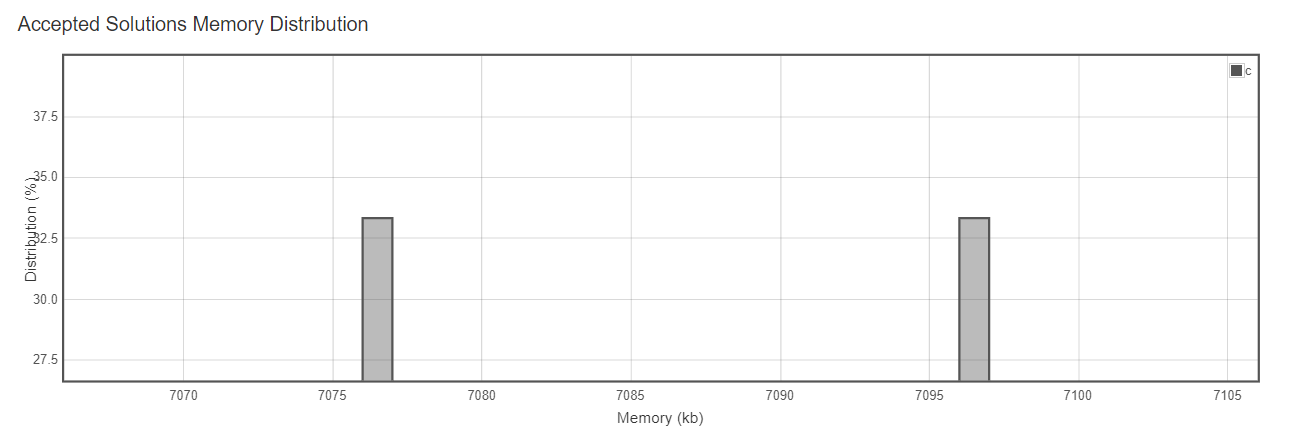 Accepted Solutions Memory Distribution
c
37.5
35.0
32.5
30.0
27.5
Distribution (%)
7070 7075 7080 7085 7090 7095 7100 7105
Memory (kb)